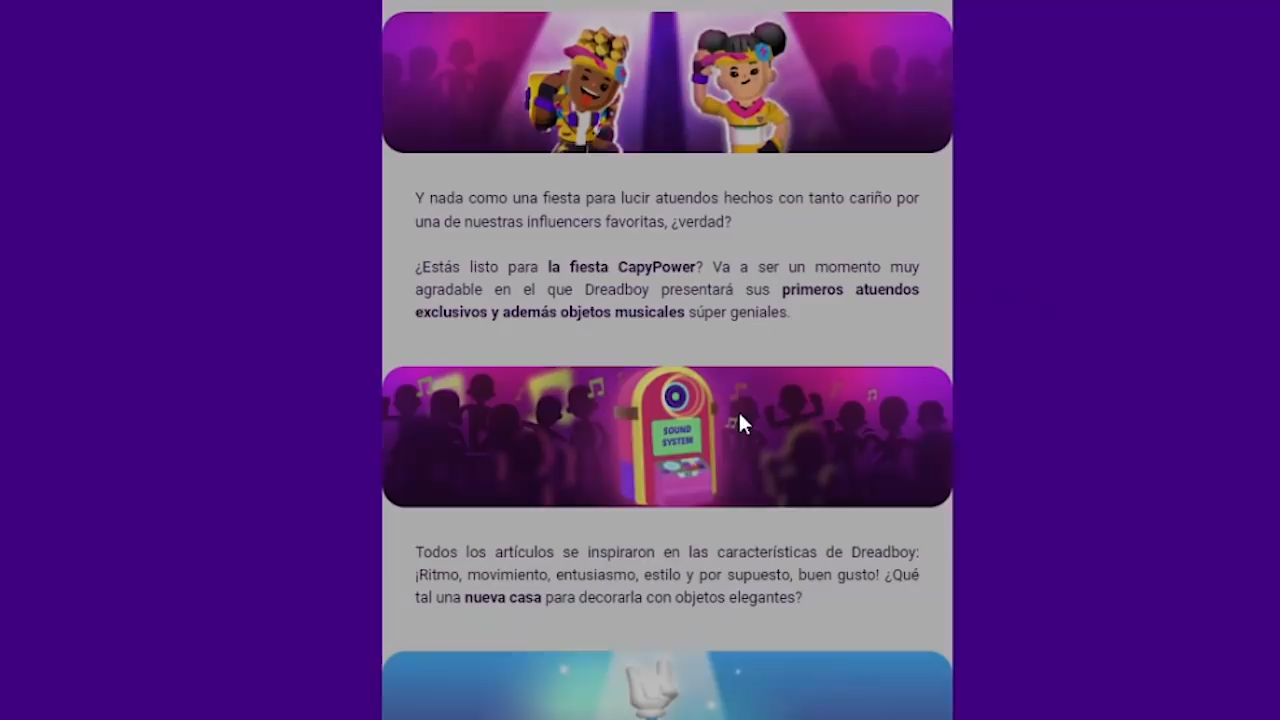 Y nada como una fiesta para lucir atuendos hechos con tanto cariño por
una de nuestras influencers favoritas, ¿verdad?
¿Estás listo para la fiesta CapyPower? Va a ser un momento muy
agradable en el que Dreadboy presentará sus primeros atuendos
exclusivos y además objetos musicales súper geniales.
SOUND
SYSTEM
Todos los artículos se inspiraron en las características de Dreadboy:
¡Ritmo, movimiento, entusiasmo, estilo y por supuesto, buen gusto! ¿Qué
tal una nueva casa para decorarla con objetos elegantes?